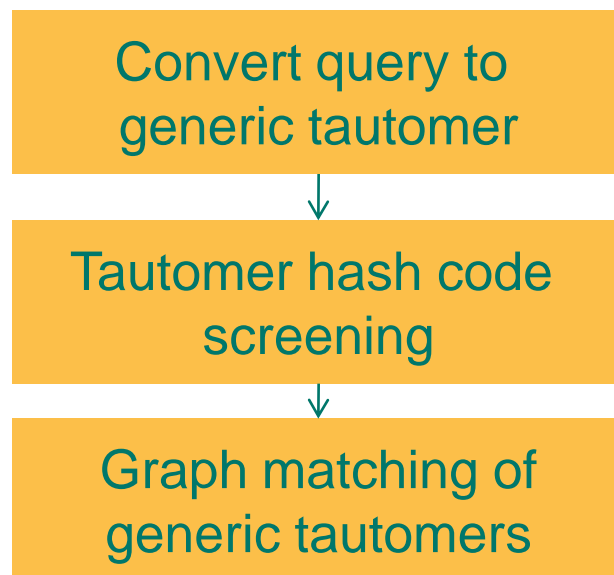 Convert query to
generic tautomer
Tautomer hash code
screening
Graph matching of
generic tautomers